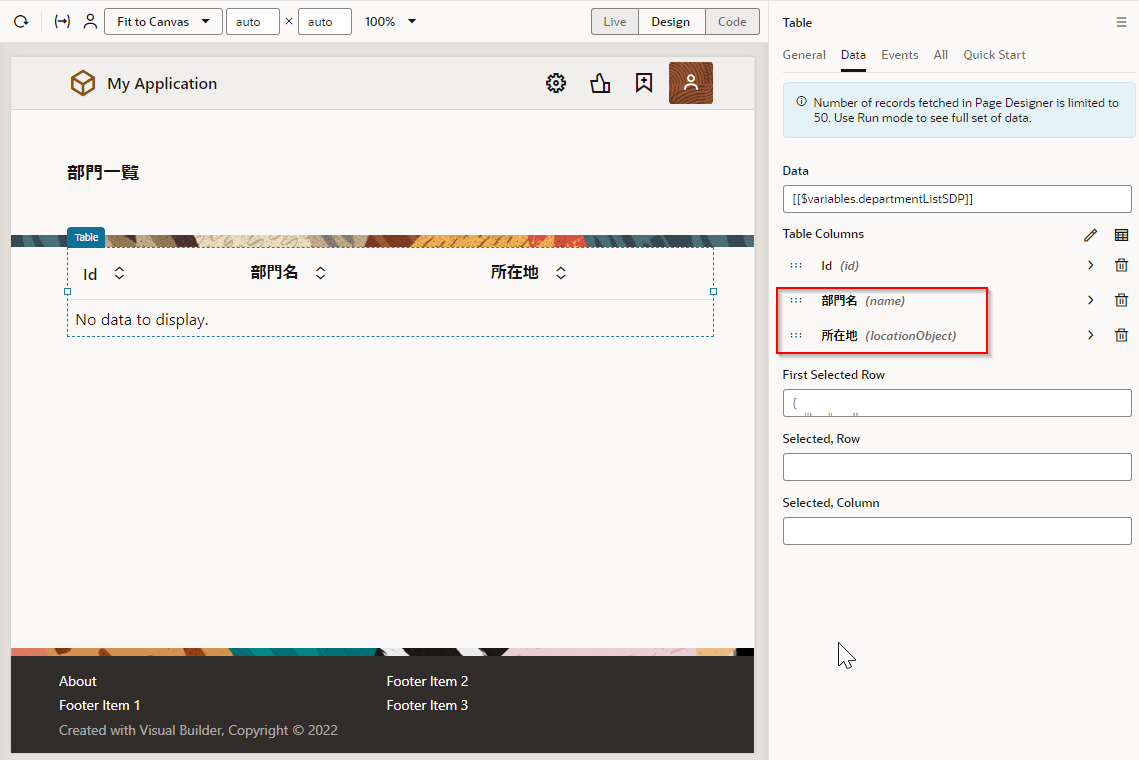 Fit to Canvas
auto
×
auto
100%
Live
Design
Code
My Application
部門一覧
Table
Id
部門名
所在地
No data to display.
About
Footer Item 2
Footer Item 1
Footer Item 3
Created with Visual Builder, Copyright © 2022
Table
General
Data
Events
All
Quick Start
Number of records fetched in Page Designer is limited to
50. Use Run mode to see full set of data.
Data
[[$variables.departmentListSDP]]
Table Columns
Id (id)
部門名 (name)
所在地 (locationObject)
First Selected Row
{
Selected, Row
Selected, Column